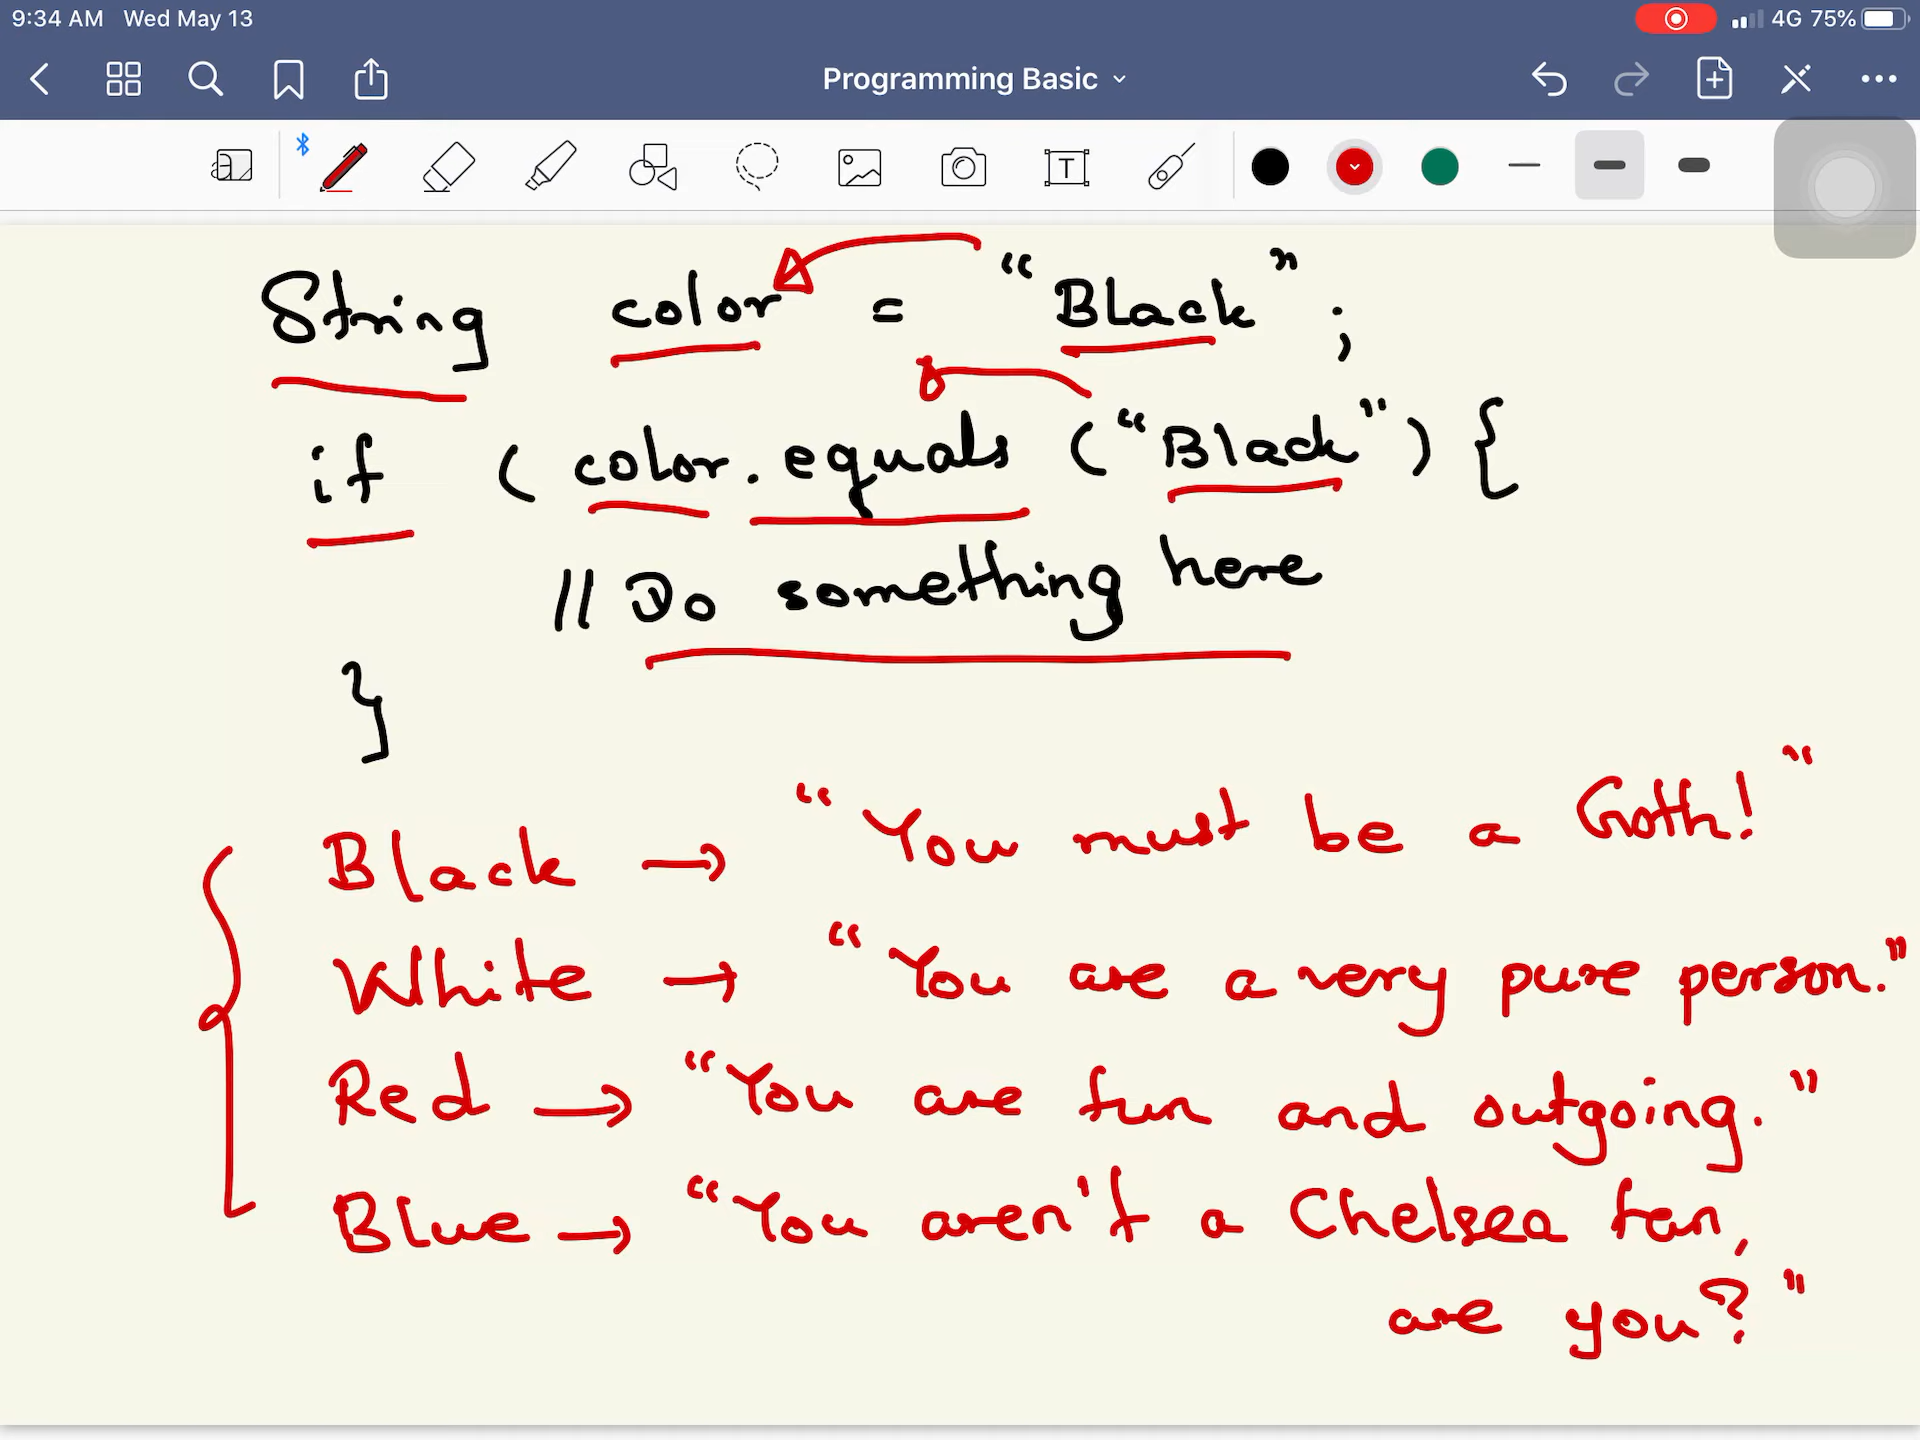 9:34 AM Wed May 13
4G 75%
Programming Basic
T
String color = "Black";
if (color.equals ("Black") {
// Do something here
}
Black → "You must be a Goth!"
White → "You are a very pure person."
Red → "You are fun and outgoing."
Blue → "You aren't a Chelsea fan,
are you?"